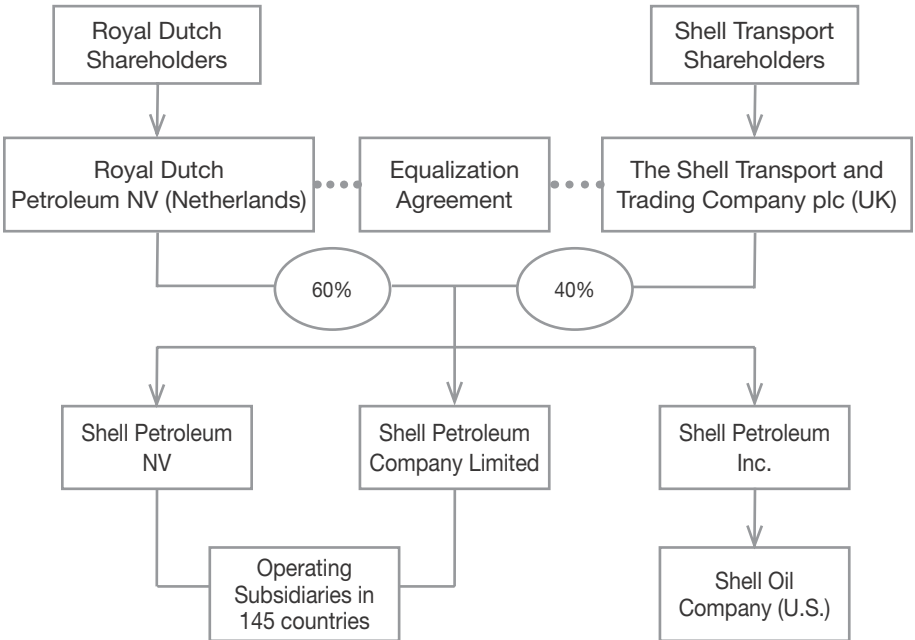 Royal Dutch
Shareholders
Shell Transport
Shareholders
Royal Dutch
Petroleum NV (Netherlands)
Equalization
Agreement
The Shell Transport and
Trading Company plc (UK)
60%
40%
Shell Petroleum
NV
Shell Petroleum
Company Limited
Shell Petroleum
Inc.
Operating
Subsidiaries in
145 countries
Shell Oil
Company (U.S.)